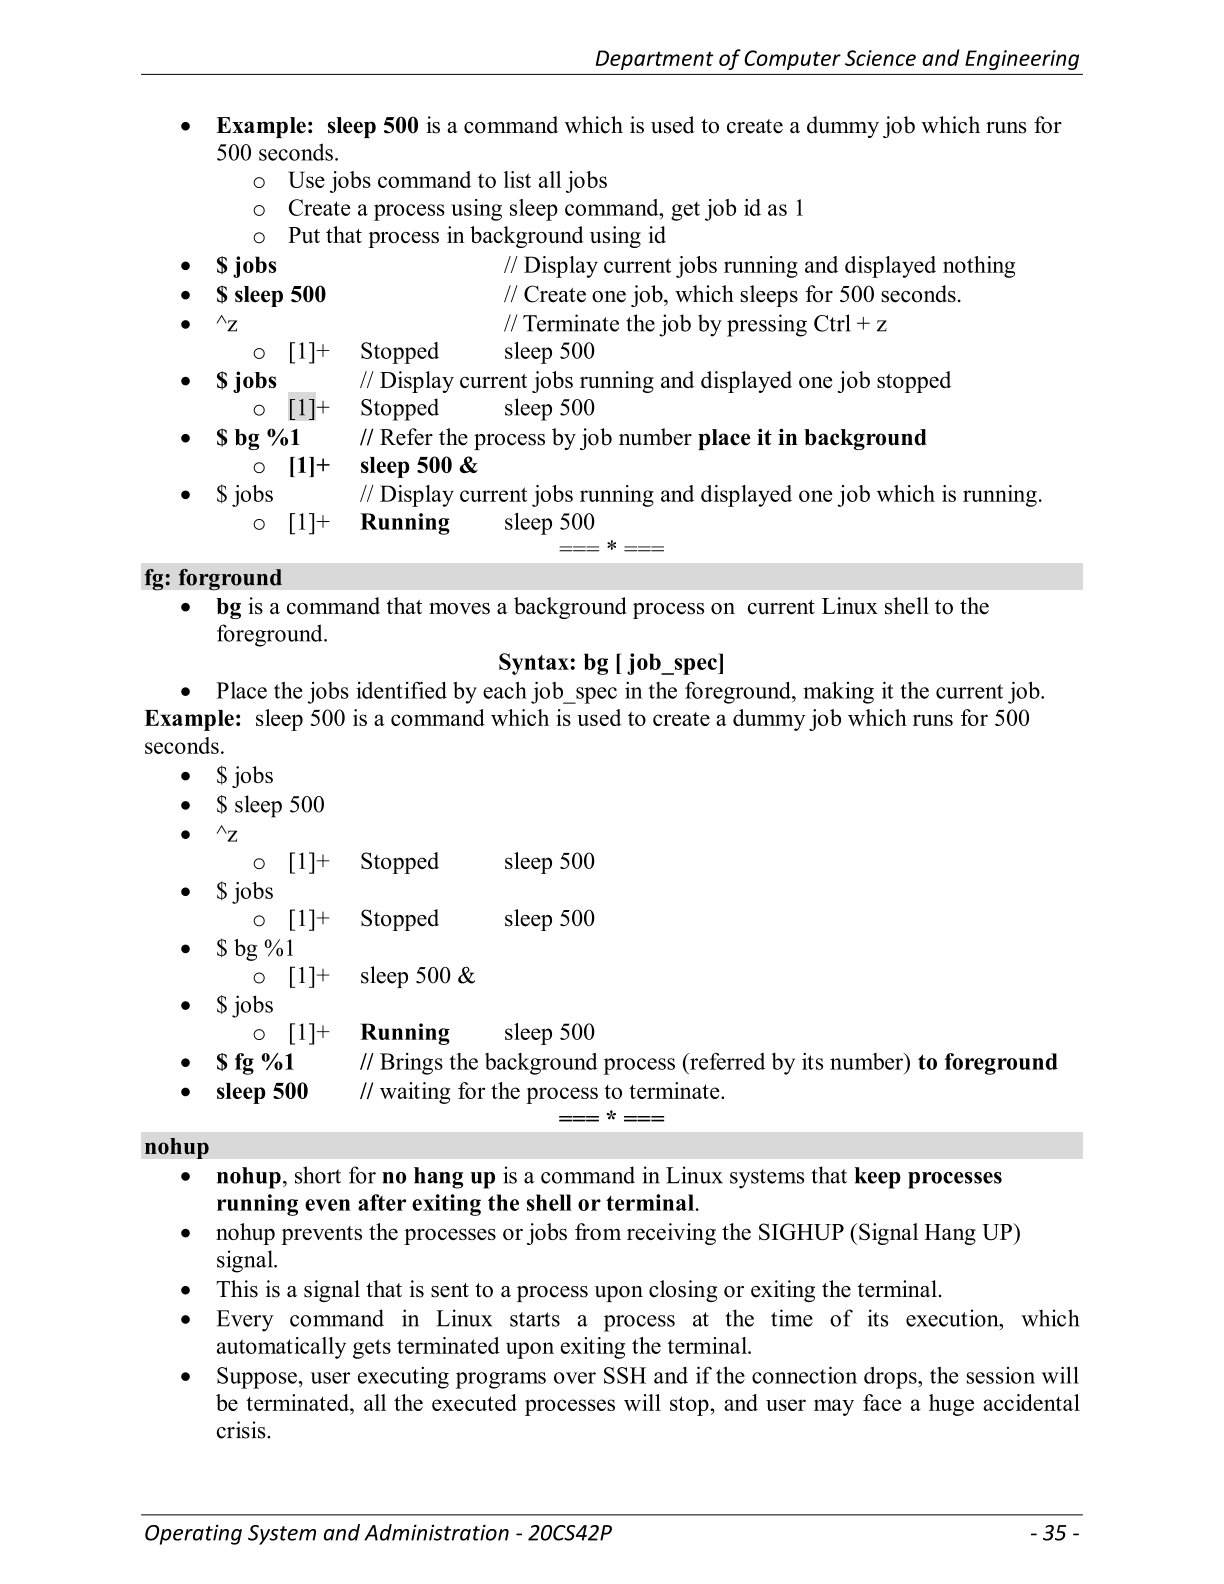 Department of Computer Science and Engineering
• Example:  sleep 500 is a command which is used to create a dummy job which runs for
500 seconds.
o Use jobs command to list all jobs
o Create a process using sleep command, get job id as 1
o Put that process in background using id
• $ jobs // Display current jobs running and displayed nothing
• $ sleep 500 // Create one job, which sleeps for 500 seconds.
• ^z // Terminate the job by pressing Ctrl + z
o [1]+ Stopped sleep 500
• $ jobs // Display current jobs running and displayed one job stopped
o [1]+ Stopped sleep 500
• $ bg %1 // Refer the process by job number place it in background
o [1]+ sleep 500 &
• $ jobs // Display current jobs running and displayed one job which is running.
o [1]+ Running sleep 500
=== * ===
fg: forground
• bg is a command that moves a background process on  current Linux shell to the
foreground.
Syntax: bg [ job_spec]
• Place the jobs identified by each job_spec in the foreground, making it the current job.
Example:  sleep 500 is a command which is used to create a dummy job which runs for 500
seconds.
• $ jobs
• $ sleep 500
• ^z
o [1]+ Stopped sleep 500
• $ jobs
o [1]+ Stopped sleep 500
• $ bg %1
o [1]+ sleep 500 &
• $ jobs
o [1]+ Running sleep 500
• $ fg %1 // Brings the background process (referred by its number) to foreground
• sleep 500 // waiting for the process to terminate.
=== * ===
nohup
• nohup, short for no hang up is a command in Linux systems that keep processes
running even after exiting the shell or terminal.
• nohup prevents the processes or jobs from receiving the SIGHUP (Signal Hang UP)
signal.
• This is a signal that is sent to a process upon closing or exiting the terminal.
• Every command in Linux starts a process at the time of its execution, which
automatically gets terminated upon exiting the terminal.
• Suppose, user executing programs over SSH and if the connection drops, the session will
be terminated, all the executed processes will stop, and user may face a huge accidental
crisis.
Operating System and Administration - 20CS42P - 35 -